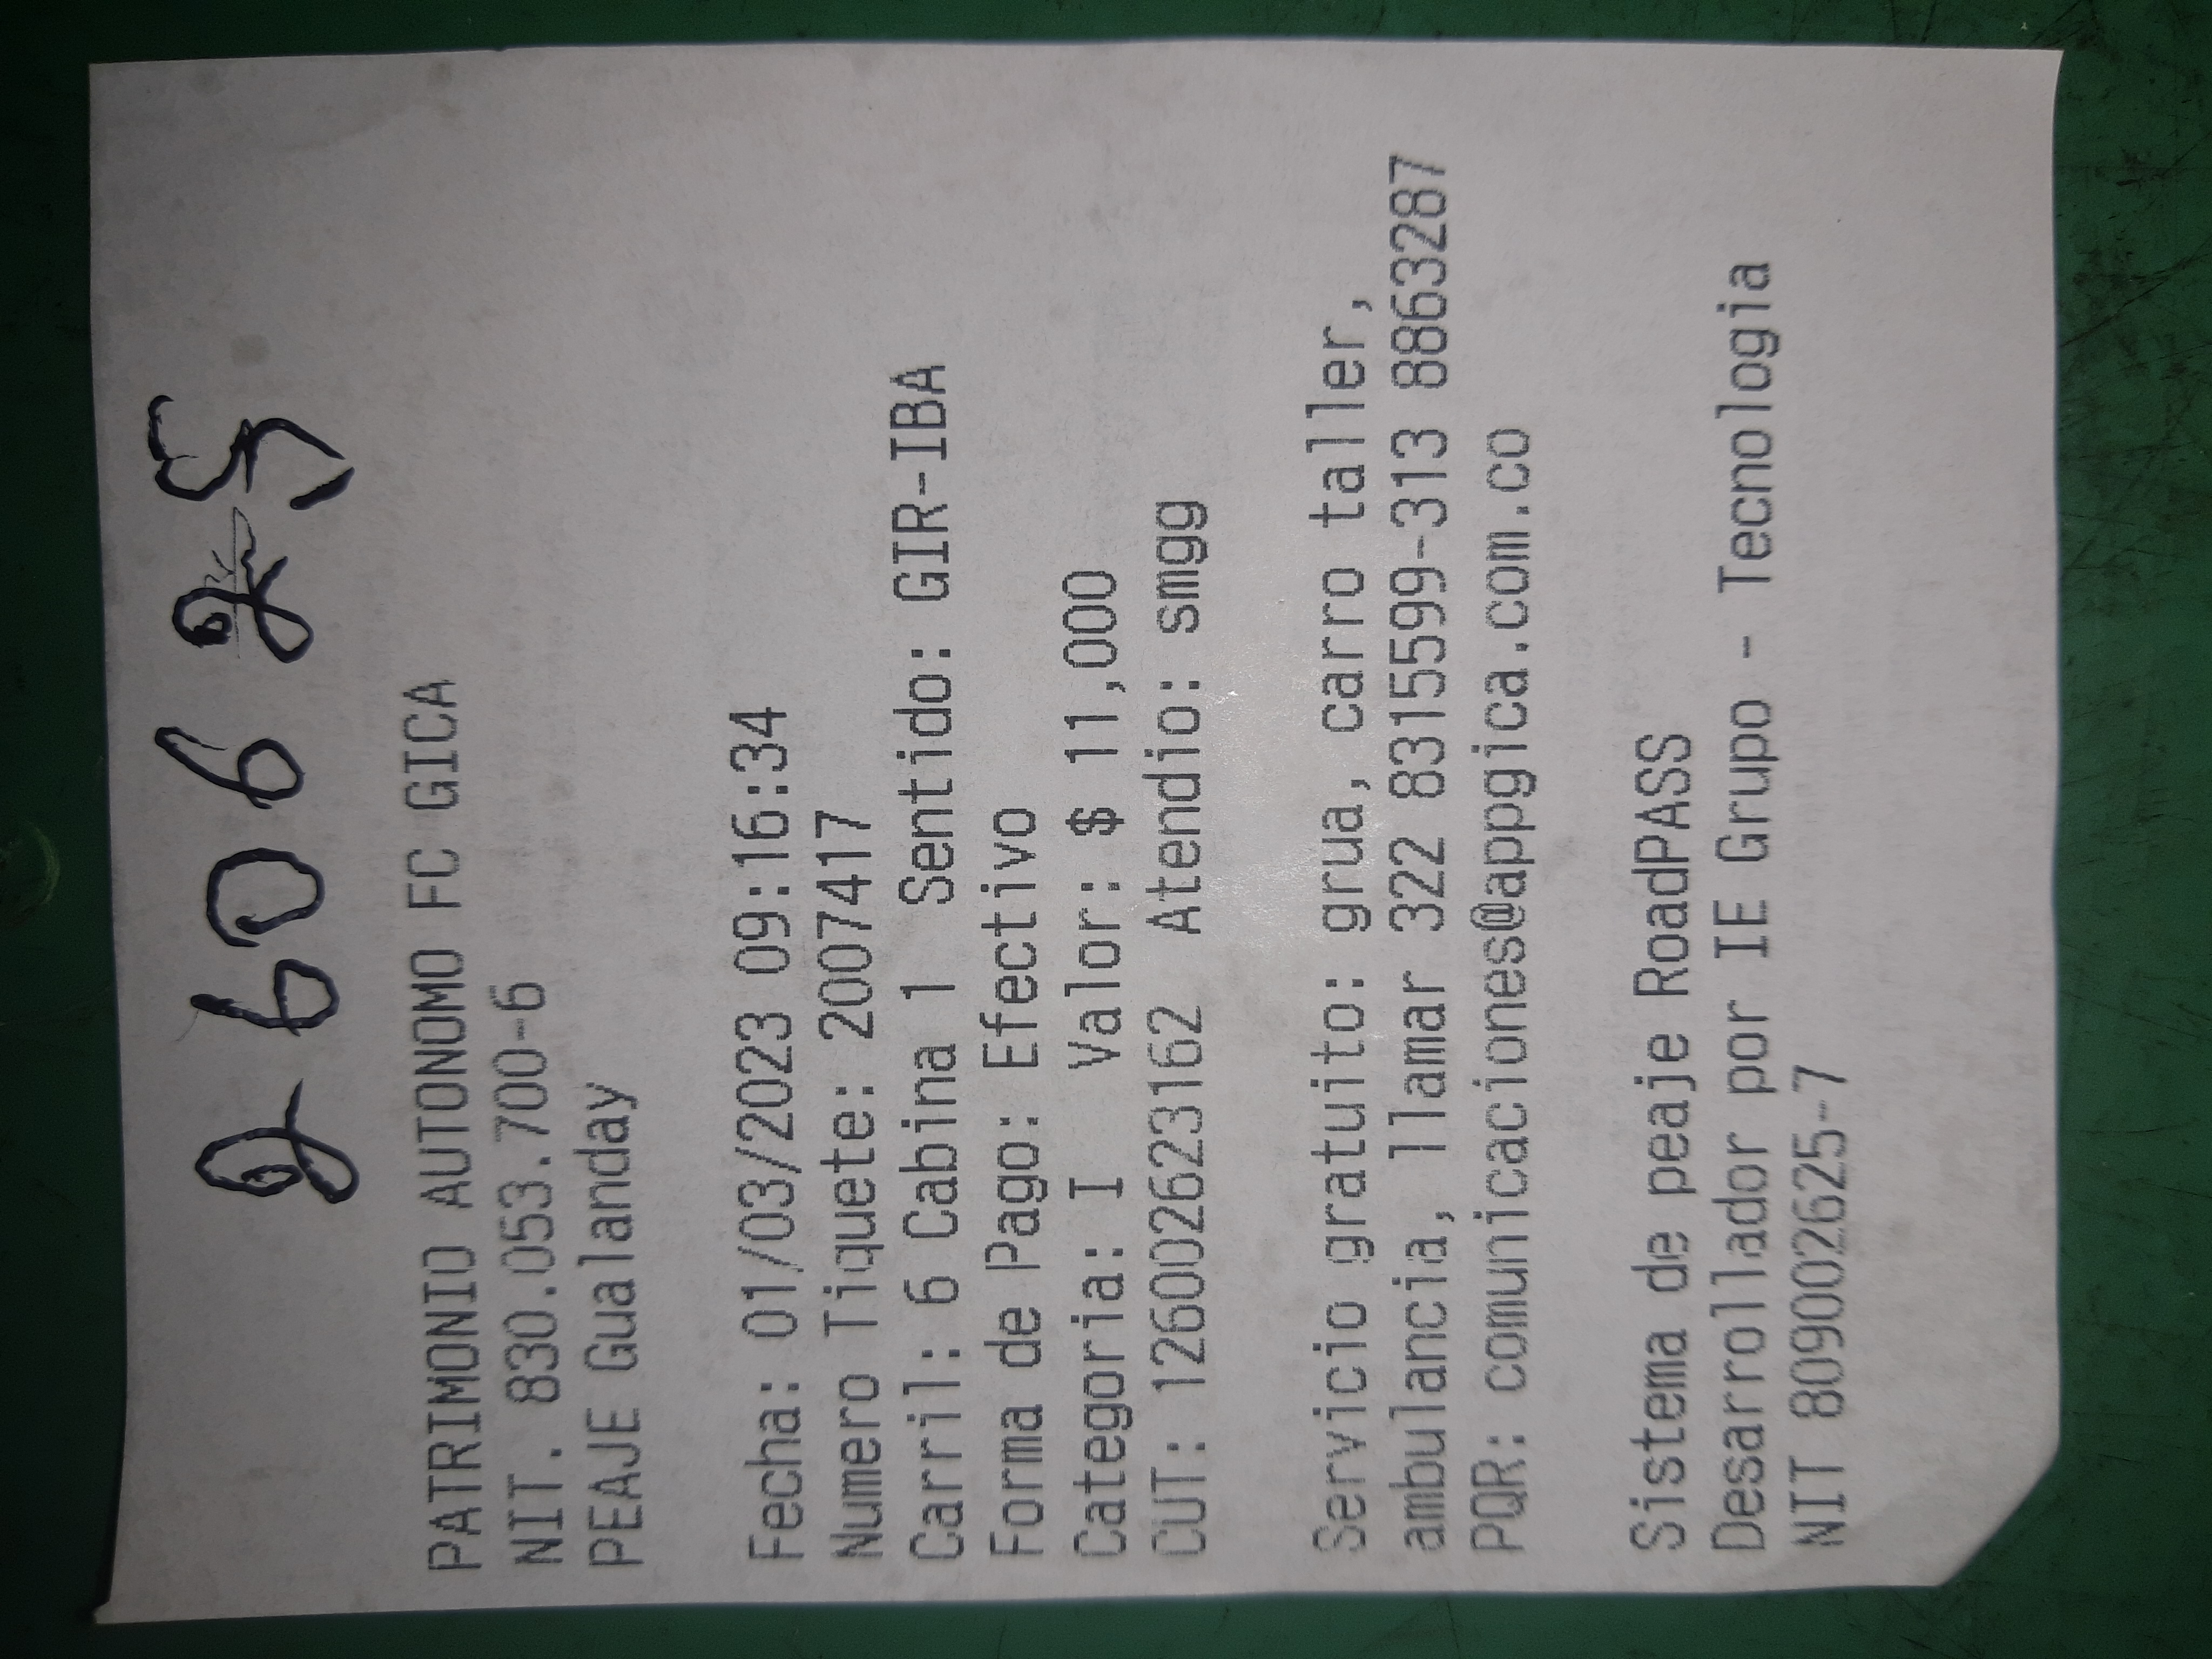 260625
PATRIMONIO AUTONOMO FC GICA
NIT. 830.053.700-6
PEAJE Gualanday
Fecha: 01/03/2023 09:16:34
Numero Tiquete: 2007417
Carril: 6 Cabina 1 Sentido: GIR-IBA
Forma de Pago: Efectivo
Categoria: I Valor: $ 11,000
CUT: 12600262​3162 Atendio: smgg
Servicio gratuito: grua, carro taller,
ambulancia, llamar 322 8315599-313 8863287
PQR: comunicaciones@appgica.com.co
Sistema de peaje RoadPASS
Desarrollador por IE Grupo - Tecnologia
NIT 809002625-7